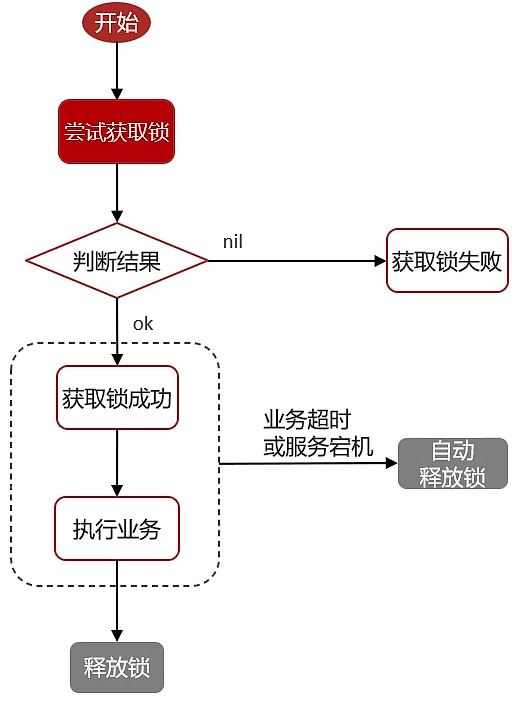 开始
尝试获取锁
判断结果
nil
获取锁失败
ok
获取锁成功
业务超时
或服务宕机
自动
释放锁
执行业务
释放锁